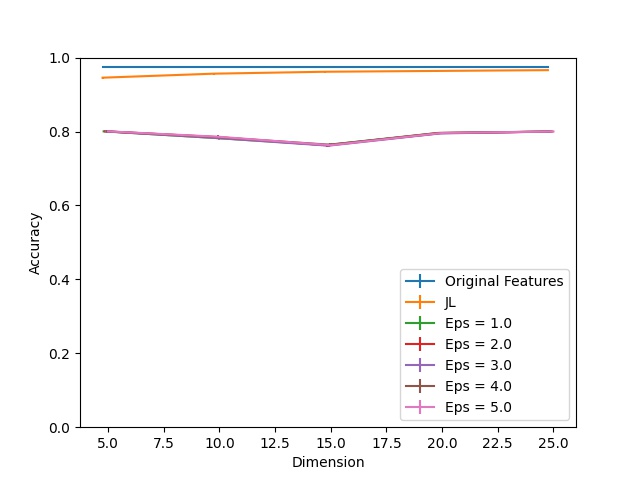 1.0
0.8
0.6
0.4
0.2
0.0
Accuracy
Original Features
JL
Eps = 1.0
Eps = 2.0
Eps = 3.0
Eps = 4.0
Eps = 5.0
5.0 7.5 10.0 12.5 15.0 17.5 20.0 22.5 25.0
Dimension